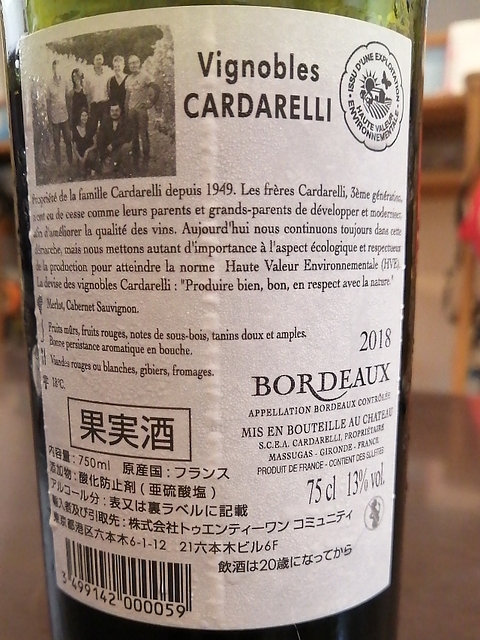 Vignobles
CARDARELLI
ISSU D'UNE EXPLOITATION
HAUTE VALEUR
ENVIRONNEMENTALE
Propriété de la famille Cardarelli depuis 1949. Les frères Cardarelli, 3ème génération,
n'ont eu de cesse comme leurs parents et grands-parents de développer et moderniser
afin d'améliorer la qualité des vins. Aujourd'hui nous continuons toujours dans cette
démarche, mais nous mettons autant d'importance à l'aspect écologique et respectueux
de la production pour atteindre la norme Haute Valeur Environnementale (HVE).
La devise des vignobles Cardarelli : "Produire bien, bon, en respect avec la nature."
Merlot, Cabernet Sauvignon.
Fruits mûrs, fruits rouges, notes de sous-bois, tanins doux et amples.
Bonne persistance aromatique en bouche.
Viandes rouges ou blanches, gibiers, fromages.
18°C.
2018
BORDEAUX
APPELLATION BORDEAUX CONTRÔLÉE
MIS EN BOUTEILLE AU CHATEAU
S.C.E.A. CARDARELLI, PROPRIÉTAIRE
MASSUGAS - GIRONDE - FRANCE
PRODUIT DE FRANCE - CONTIENT DES SULFITES
75 cl 13% vol.
果実酒
内容量：750ml 原産国：フランス
添加物：酸化防止剤（亜硫酸塩）
アルコール分：表又は裏ラベルに記載
輸入者及び引取先：株式会社トゥエンティーワン コミュニティ
東京都港区六本木6-1-12 21六本木ビル6F
飲酒は20歳になってから
3 499142 000059